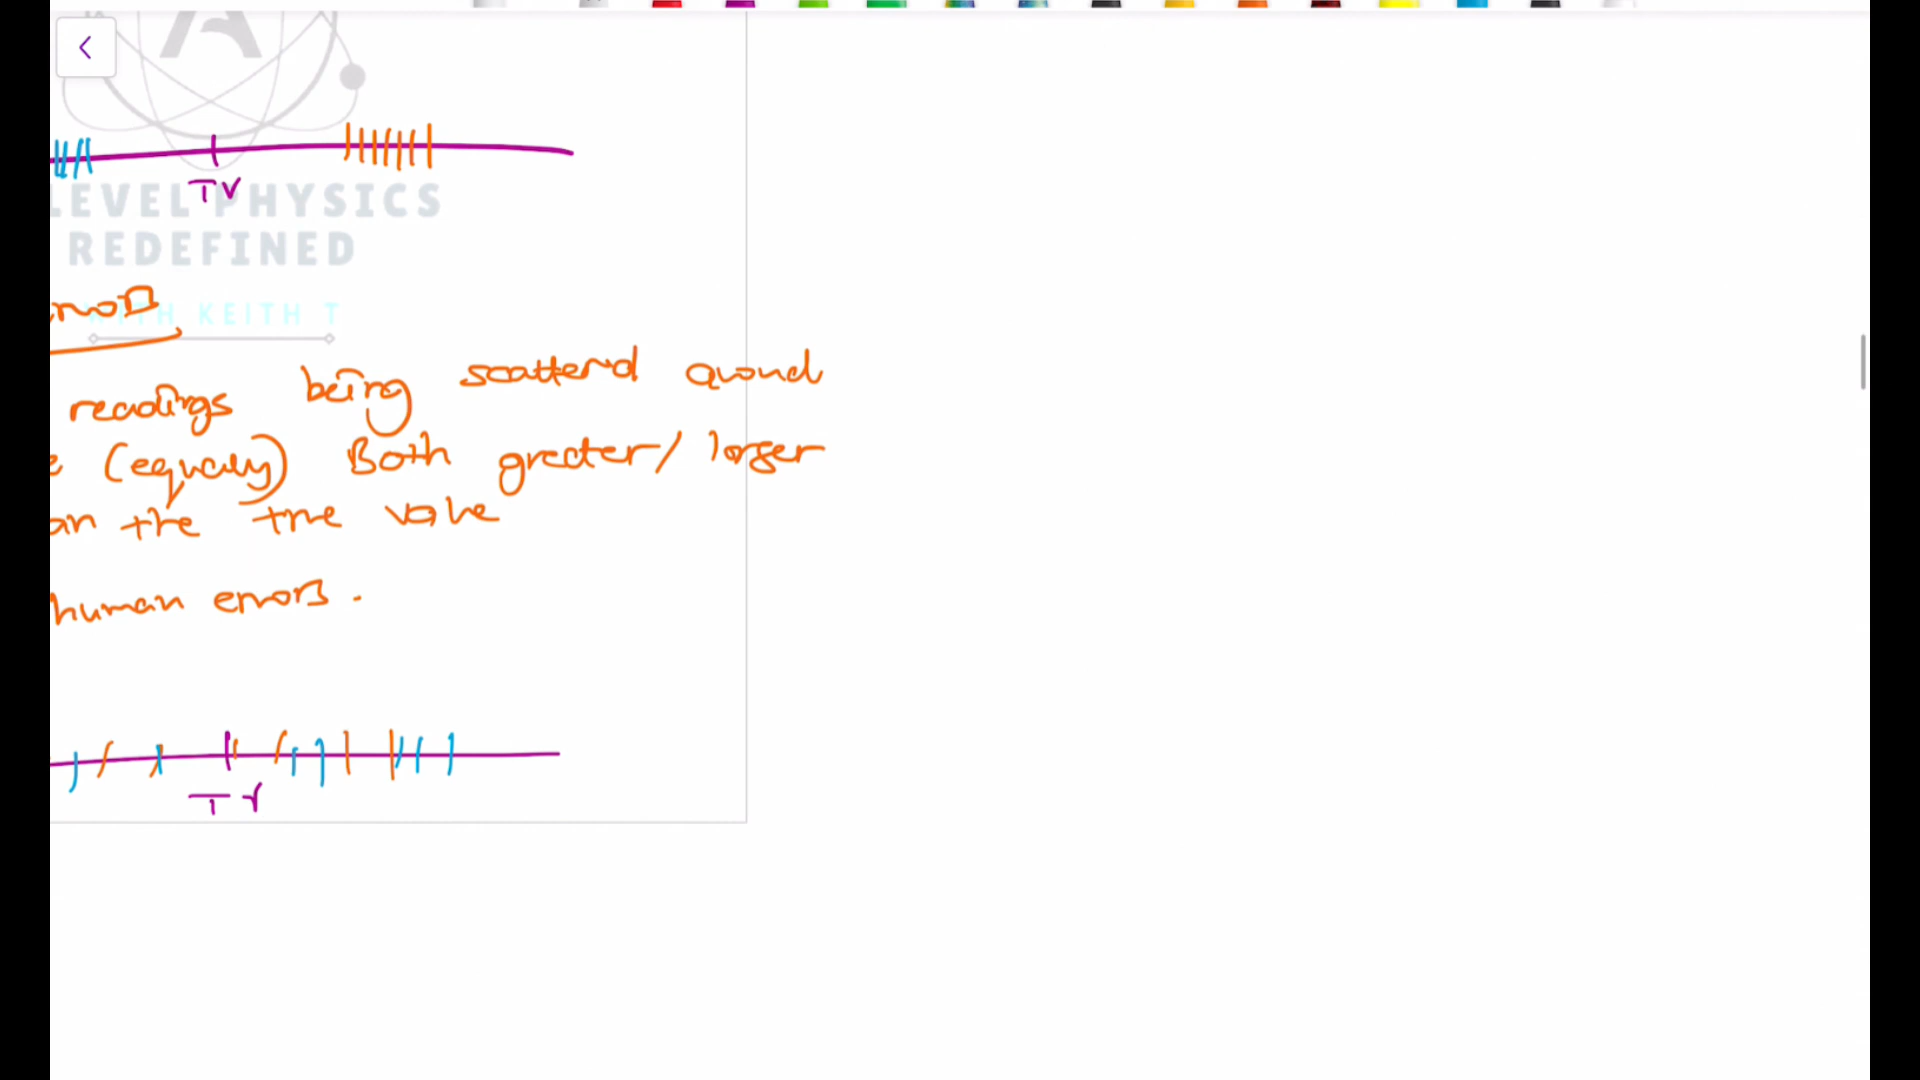 TV
LEVEL PHYSICS
REDEFINED
WITH KEITH T
readings being scattered around
(equally) Both greater/ larger
an the true value
human errors.
TV